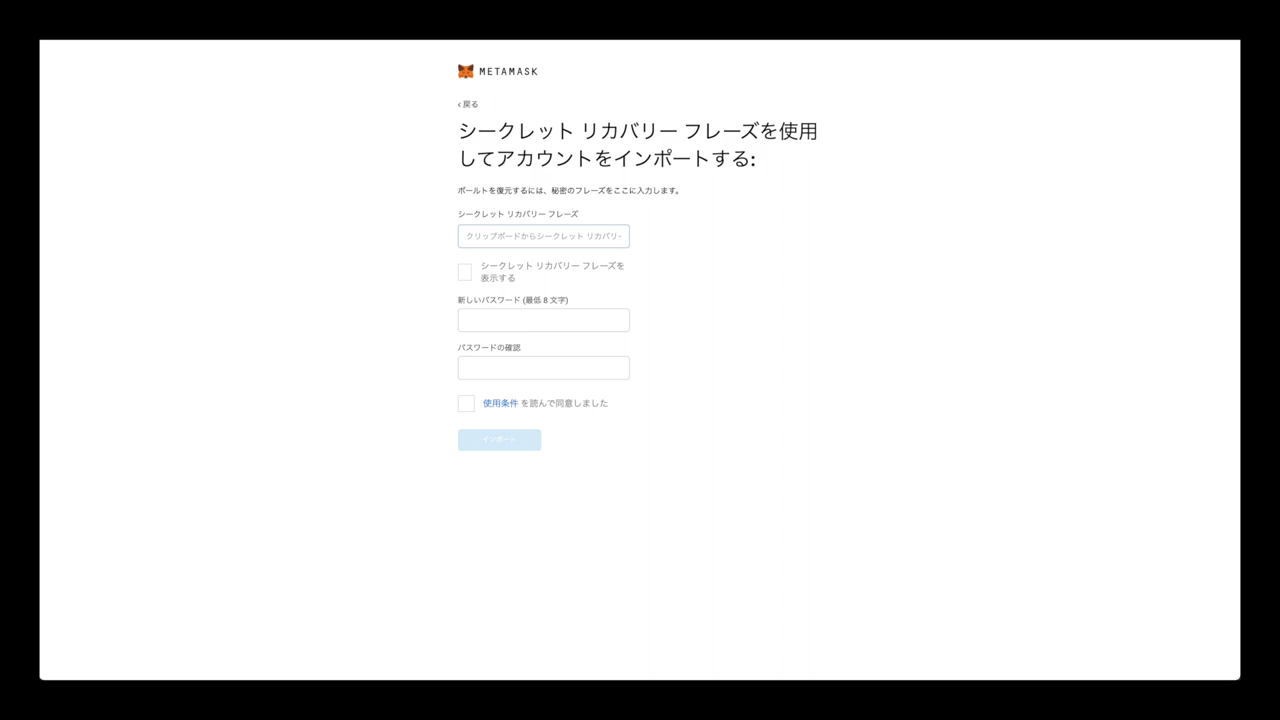 METAMASK
‹ 戻る
シークレット リカバリー フレーズを使用
してアカウントをインポートする:
ボールトを復元するには、秘密のフレーズをここに入力します。
シークレット リカバリー フレーズ
クリップボードからシークレット リカバリー
シークレット リカバリー フレーズを
表示する
新しいパスワード (最低 8 文字)
パスワードの確認
使用条件 を読んで同意しました
インポート